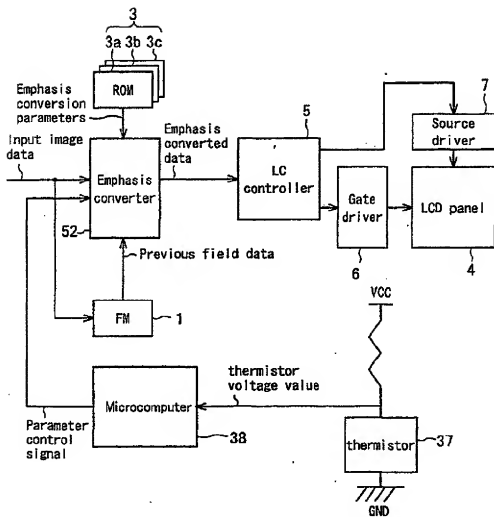 3
3a 3b 3c
ROM
Emphasis
conversion
parameters
Input image
data
Emphasis
converter
52
Emphasis
converted
data
5
LC
controller
7
Source
driver
Gate
driver
6
LCD panel
4
Previous field data
FM
1
VCC
thermistor
voltage value
Microcomputer
38
Parameter
control
signal
thermistor
37
GND